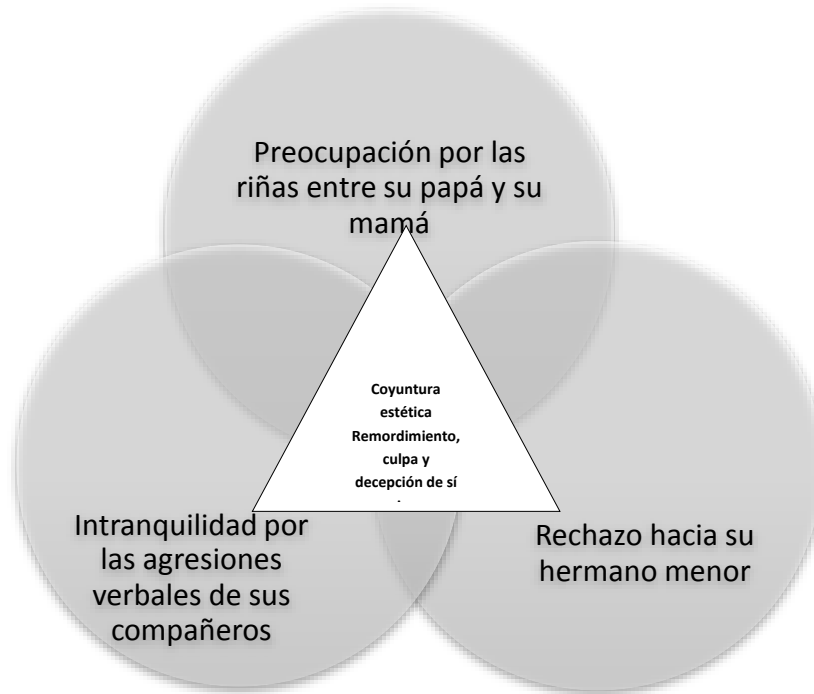 Preocupación por las
riñas entre su papá y su
mamá
Coyuntura
estética
Remordimiento,
culpa y
decepción de sí
Intranquilidad por
las agresiones
verbales de sus
compañeros
Rechazo hacia su
hermano menor